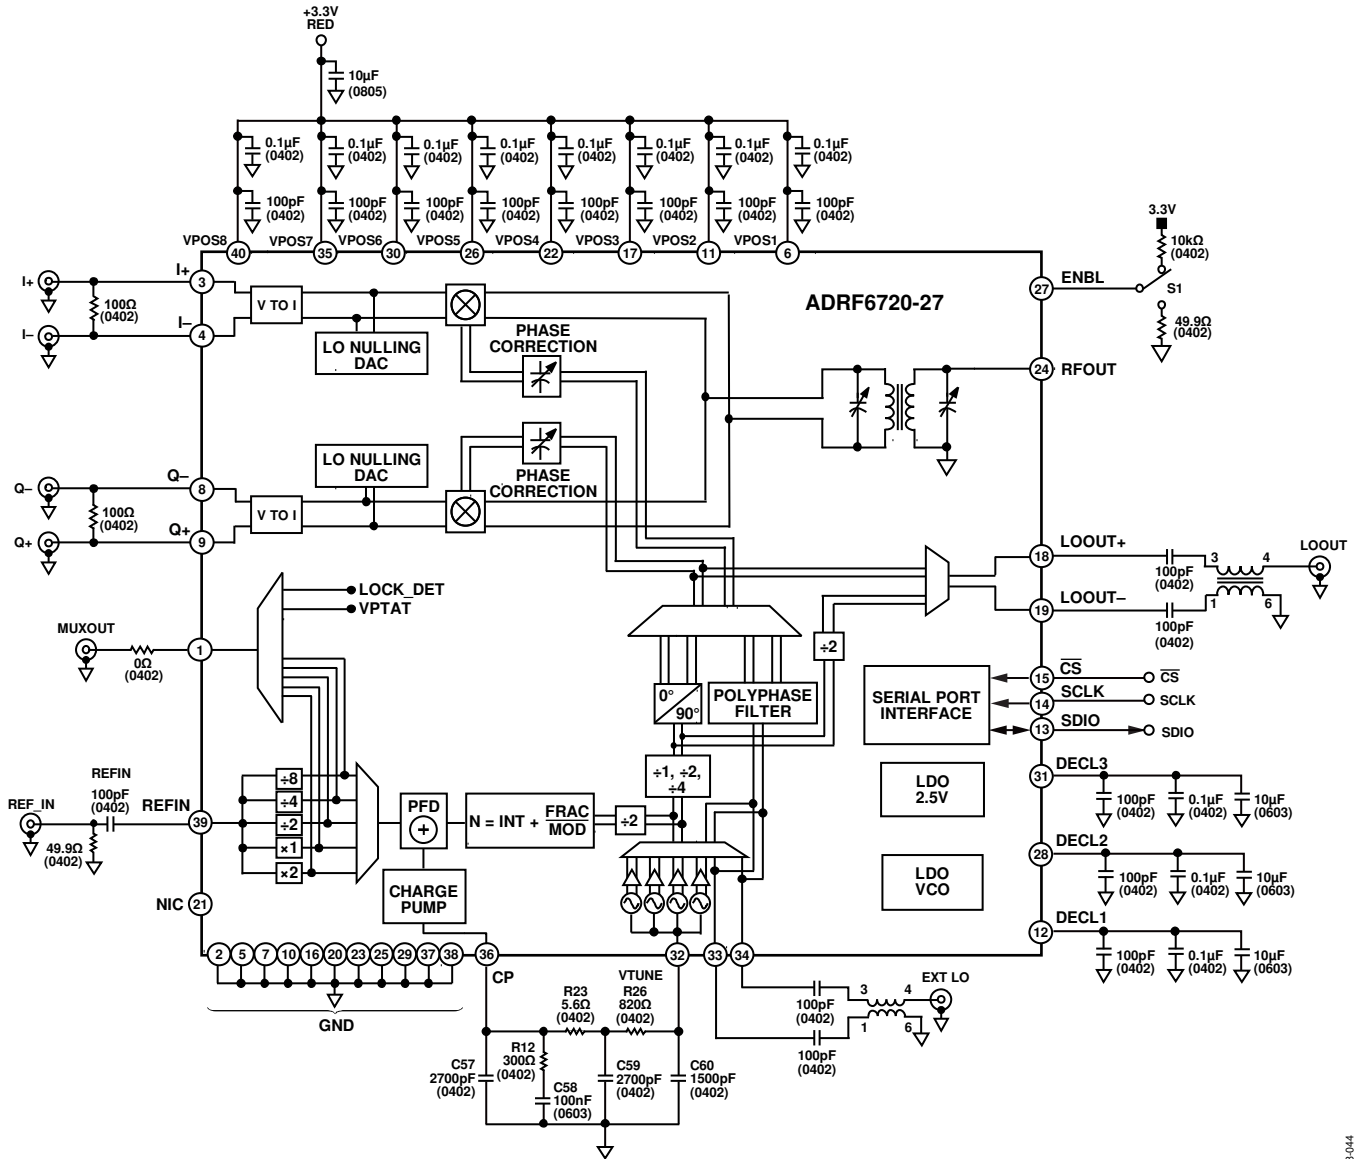 +3.3V
RED
10µF
(0805)
0.1µF
(0402)
0.1µF
(0402)
0.1µF
(0402)
0.1µF
(0402)
0.1µF
(0402)
0.1µF
(0402)
0.1µF
(0402)
0.1µF
(0402)
100pF
(0402)
100pF
(0402)
100pF
(0402)
100pF
(0402)
100pF
(0402)
100pF
(0402)
100pF
(0402)
100pF
(0402)
VPOS8
VPOS7
VPOS6
VPOS5
VPOS4
VPOS3
VPOS2
VPOS1
40
35
30
26
22
17
11
6
3.3V
10kΩ
(0402)
S1
49.9Ω
(0402)
27
ENBL
ADRF6720-27
I+
I+
3
100Ω
(0402)
I–
I–
4
V TO I
LO NULLING
DAC
PHASE
CORRECTION
24
RFOUT
LO NULLING
DAC
PHASE
CORRECTION
Q–
Q–
8
100Ω
(0402)
Q+
Q+
9
V TO I
18
LOOUT+
100pF
(0402)
3
4
LOOUT
19
LOOUT–
100pF
(0402)
1
6
LOCK_DET
VPTAT
MUXOUT
0Ω
(0402)
1
÷2
0°
90°
POLYPHASE
FILTER
SERIAL PORT
INTERFACE
15
CS
CS
14
SCLK
SCLK
13
SDIO
SDIO
÷1, ÷2,
÷4
LDO
2.5V
31
DECL3
100pF
(0402)
0.1µF
(0402)
10µF
(0603)
REF_IN
REFIN
100pF
(0402)
49.9Ω
(0402)
REFIN
39
÷8
÷4
÷2
×1
×2
PFD
+
N = INT +
FRAC
MOD
÷2
CHARGE
PUMP
LDO
VCO
28
DECL2
100pF
(0402)
0.1µF
(0402)
10µF
(0603)
NIC
21
12
DECL1
100pF
(0402)
0.1µF
(0402)
10µF
(0603)
2
5
7
10
16
20
23
25
29
37
38
GND
36
CP
32
VTUNE
33
34
100pF
(0402)
100pF
(0402)
3
4
1
6
EXT LO
R23
5.6Ω
(0402)
R26
820Ω
(0402)
R12
300Ω
(0402)
C57
2700pF
(0402)
C58
100nF
(0603)
C59
2700pF
(0402)
C60
1500pF
(0402)